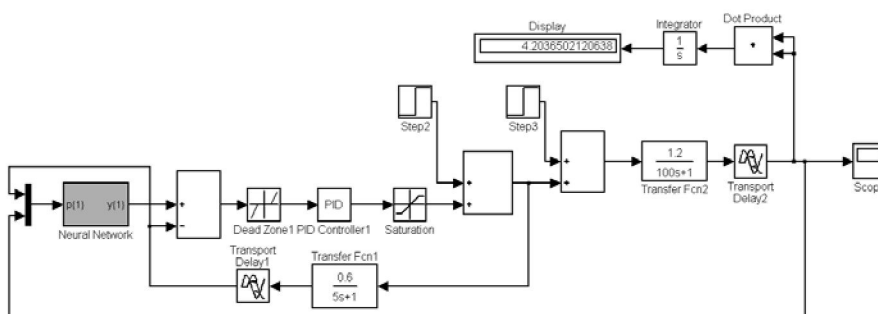 Display
4.2036502120638
Integrator
1
s
Dot Product
Step2
Step3
+
+
+
+
1.2
100s+1
Transfer Fcn2
Transport
Delay2
Scop
p(1) y(1)
Neural Network
+
−
Dead Zone1
PID
PID Controller1
Saturation
Transport
Delay1
Transfer Fcn1
0.6
5s+1